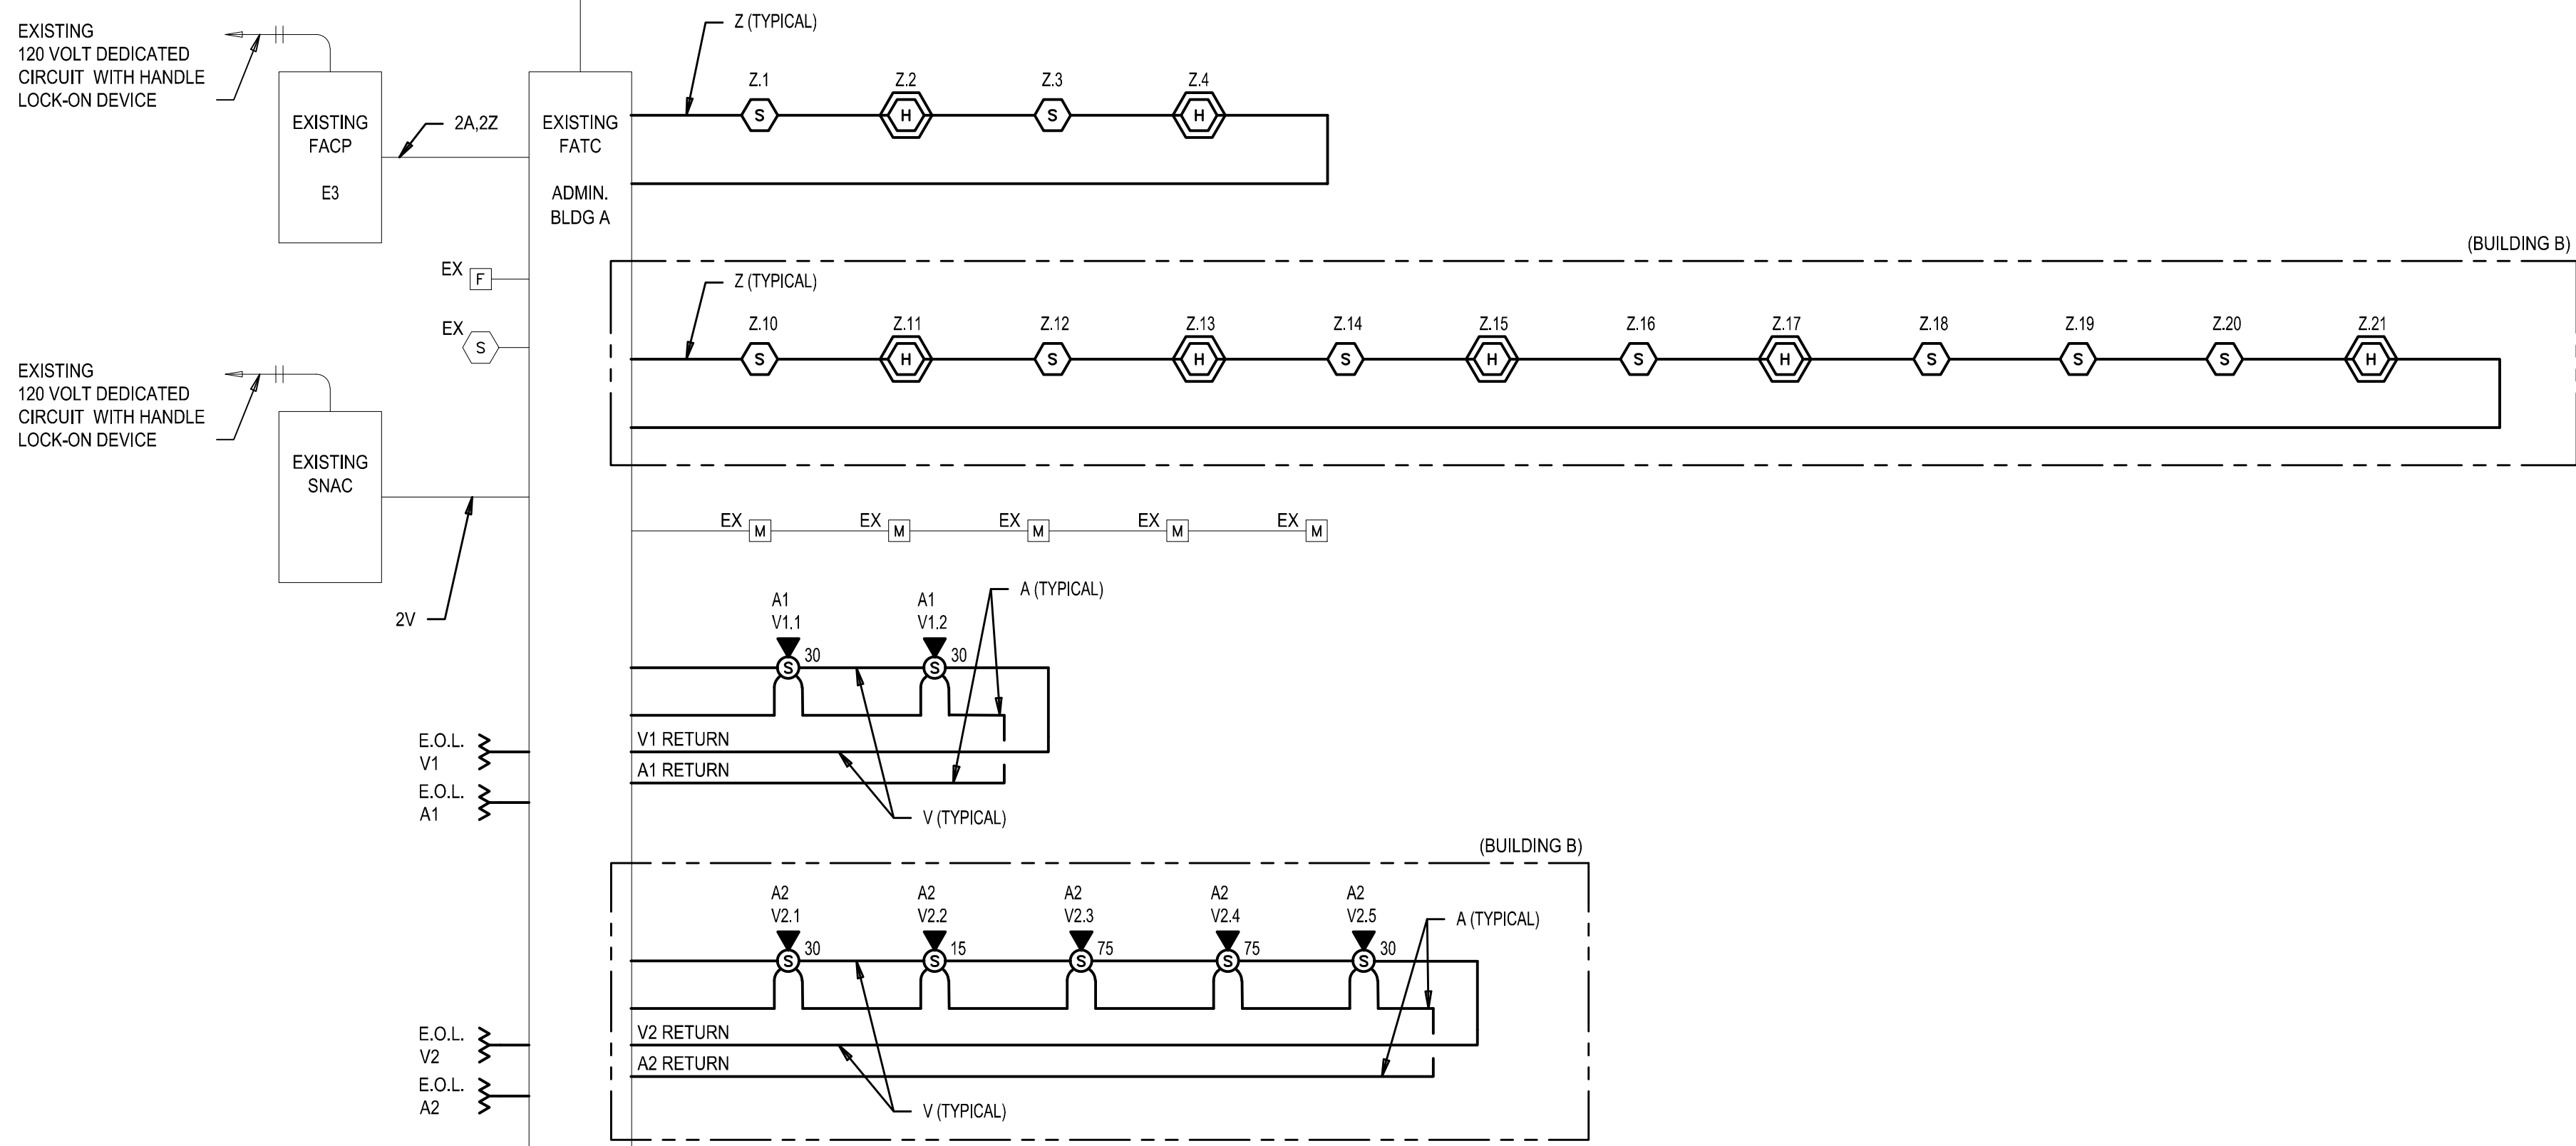 EXISTING
120 VOLT DEDICATED
CIRCUIT WITH HANDLE
LOCK-ON DEVICE
EXISTING
FACP
E3
2A,2Z
EXISTING
FATC
ADMIN.
BLDG A
Z (TYPICAL)
Z.1
Z.2
Z.3
Z.4
S
H
S
H
(BUILDING B)
EX
F
EX
S
Z (TYPICAL)
Z.10
Z.11
Z.12
Z.13
Z.14
Z.15
Z.16
Z.17
Z.18
Z.19
Z.20
Z.21
S
H
S
H
S
H
S
H
S
S
S
H
EXISTING
120 VOLT DEDICATED
CIRCUIT WITH HANDLE
LOCK-ON DEVICE
EXISTING
SNAC
2V
EX
M
EX
M
EX
M
EX
M
EX
M
A1
V1.1
A1
V1.2
A (TYPICAL)
S
30
S
30
V1 RETURN
A1 RETURN
E.O.L.
V1
E.O.L.
A1
V (TYPICAL)
(BUILDING B)
A2
V2.1
A2
V2.2
A2
V2.3
A2
V2.4
A2
V2.5
A (TYPICAL)
S
30
S
15
S
75
S
75
S
30
V2 RETURN
A2 RETURN
E.O.L.
V2
E.O.L.
A2
V (TYPICAL)